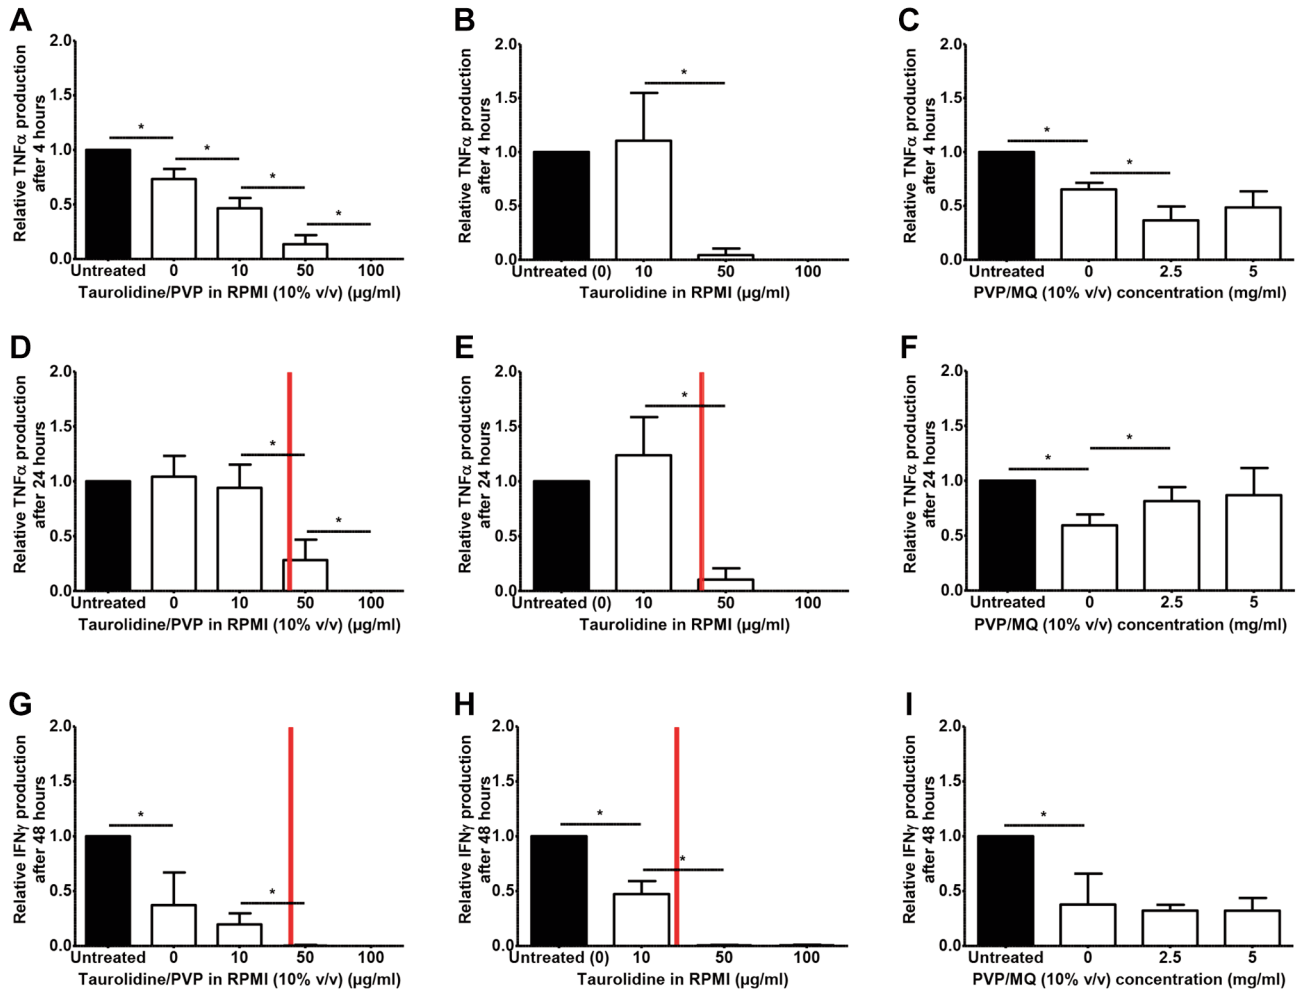 A
Relative TNFα production
after 4 hours
2.0
1.5
1.0
0.5
0.0
*
*
*
*
Untreated 0 10 50 100
Taurolidine/PVP in RPMI (10% v/v) (µg/ml)
B
Relative TNFα production
after 4 hours
2.0
1.5
1.0
0.5
0.0
*
Untreated (0) 10 50 100
Taurolidine in RPMI (µg/ml)
C
Relative TNFα production
after 4 hours
2.0
1.5
1.0
0.5
0.0
*
*
Untreated 0 2.5 5
PVP/MQ (10% v/v) concentration (mg/ml)
D
Relative TNFα production
after 24 hours
2.0
1.5
1.0
0.5
0.0
*
*
Untreated 0 10 50 100
Taurolidine/PVP in RPMI (10% v/v) (µg/ml)
E
Relative TNFα production
after 24 hours
2.0
1.5
1.0
0.5
0.0
*
Untreated (0) 10 50 100
Taurolidine in RPMI (µg/ml)
F
Relative TNFα production
after 24 hours
2.0
1.5
1.0
0.5
0.0
*
*
Untreated 0 2.5 5
PVP/MQ (10% v/v) concentration (mg/ml)
G
Relative IFNγ production
after 48 hours
2.0
1.5
1.0
0.5
0.0
*
*
Untreated 0 10 50 100
Taurolidine/PVP in RPMI (10% v/v) (µg/ml)
H
Relative IFNγ production
after 48 hours
2.0
1.5
1.0
0.5
0.0
*
*
Untreated (0) 10 50 100
Taurolidine in RPMI (µg/ml)
I
Relative IFNγ production
after 48 hours
2.0
1.5
1.0
0.5
0.0
*
Untreated 0 2.5 5
PVP/MQ (10% v/v) concentration (mg/ml)